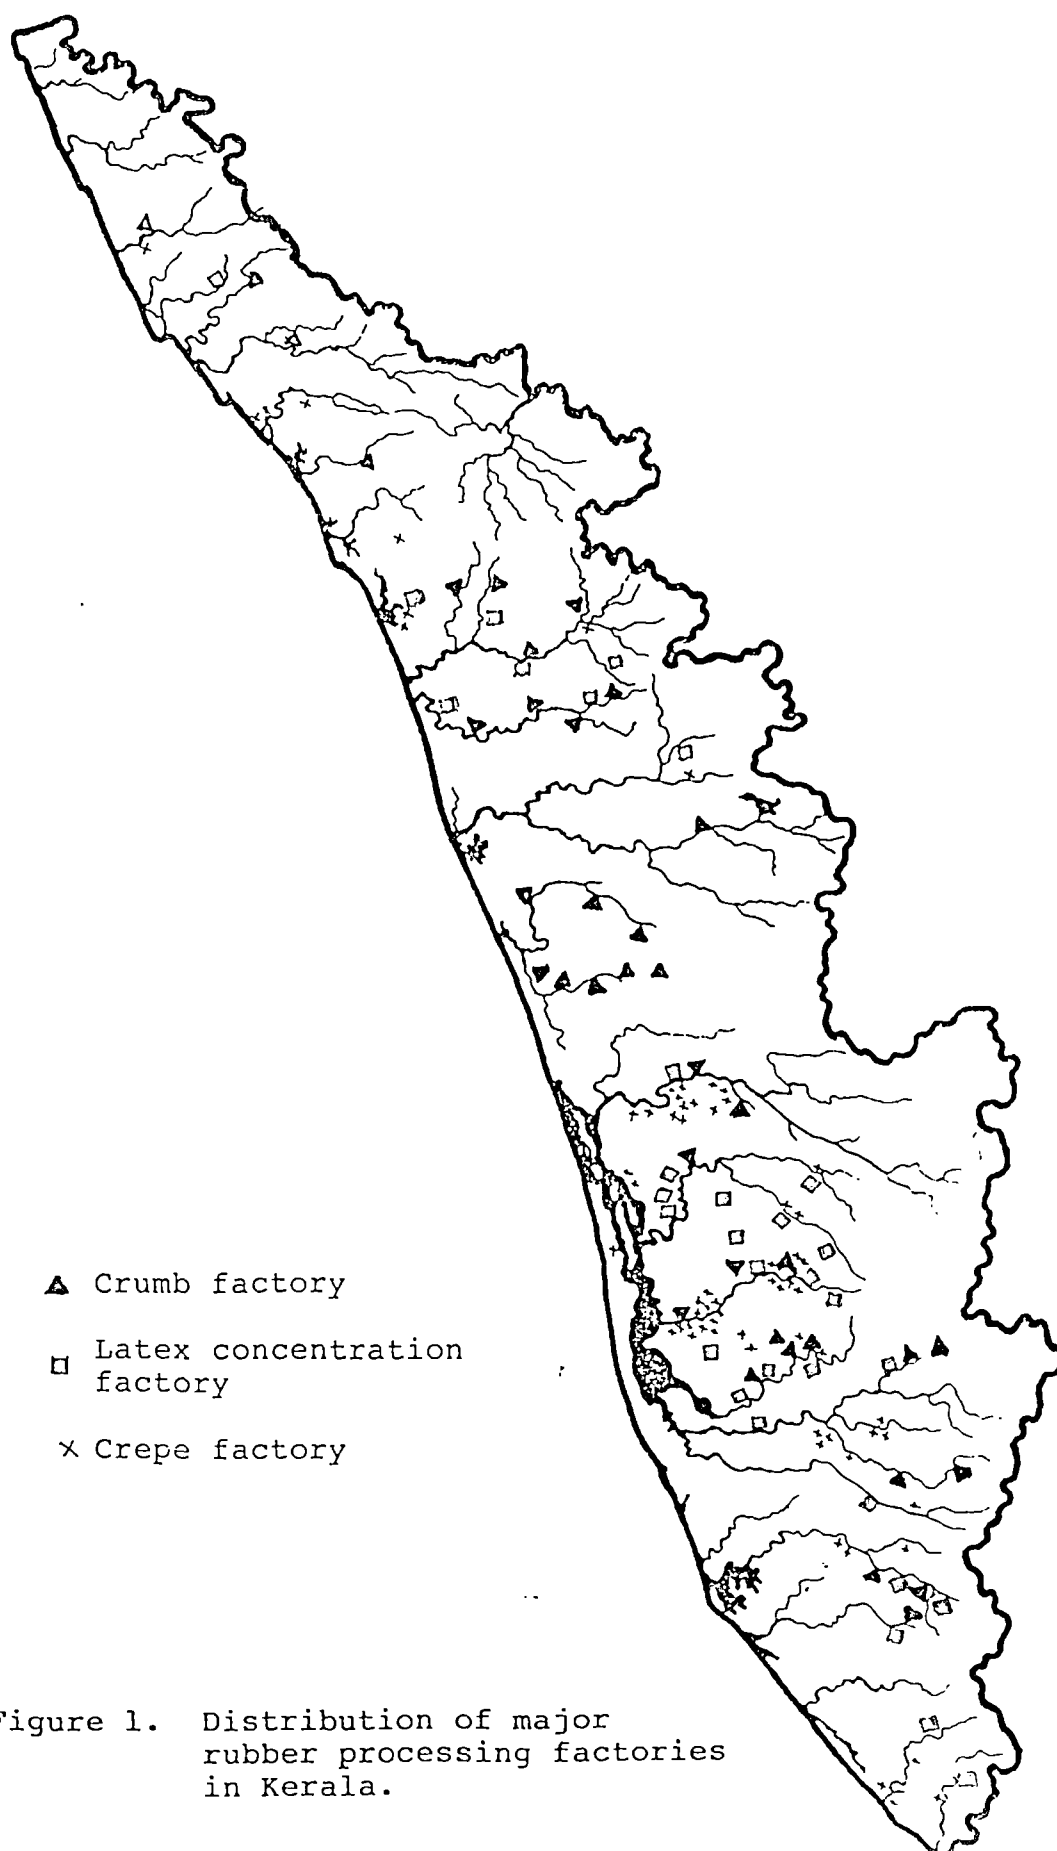 Crumb factory
Latex concentration
factory
Crepe factory
Figure 1. Distribution of major
rubber processing factories
in Kerala.